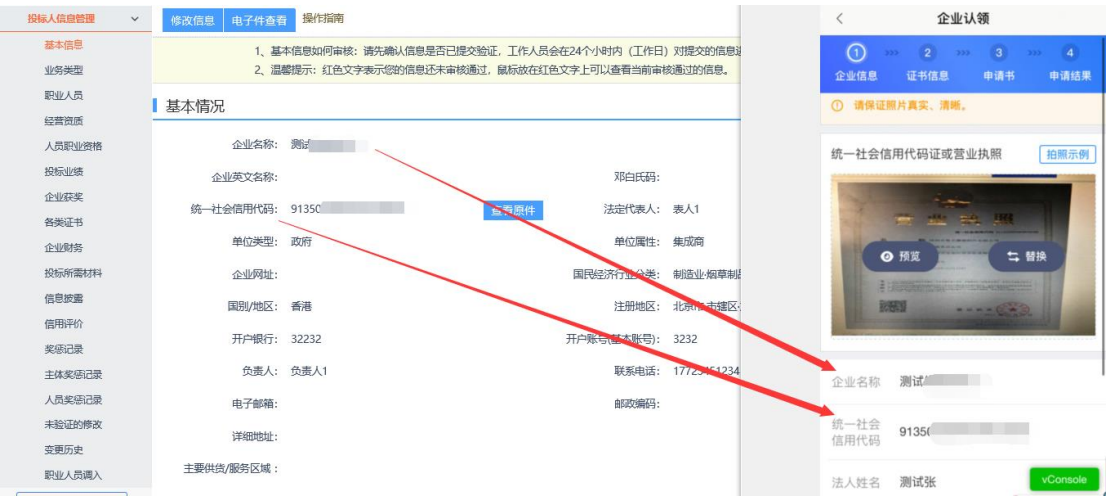 投标人信息管理
基本信息
业务类型
职业人员
经营资质
人员职业资格
投标业绩
企业获奖
各类证书
企业财务
投标所需材料
信息披露
信用评价
奖惩记录
主体奖惩记录
人员奖惩记录
未验证的修改
变更历史
职业人员调入
修改信息 电子件查看 操作指南
1、基本信息如何审核：请先确认信息是否已提交验证，工作人员会在24个小时内（工作日）对提交的信息进
2、温馨提示：红色文字表示您的信息还未审核通过，鼠标放在红色文字上可以查看当前审核通过的信息。
基本情况
企业名称： 测试
企业英文名称： 邓白氏码：
统一社会信用代码： 9135 查看原件 法定代表人： 表人1
单位类型： 政府 单位属性： 集成商
企业网址： 国民经济行业分类： 制造业·烟草制
国别/地区： 香港 注册地区： 北京市·市辖区·
开户银行： 32232 开户账号(基本账号)： 3232
负责人： 负责人1 联系电话： 1772 1234
电子邮箱： 邮政编码：
详细地址：
主要供货/服务区域：
企业认领
1 2 3 4
企业信息 证书信息 申请书 申请结果
请保证照片真实、清晰。
统一社会信用代码证或营业执照 拍照示例
营业执照
预览 替换
企业名称 测试
统一社会
信用代码 9135
法人姓名 测试张
vConsole